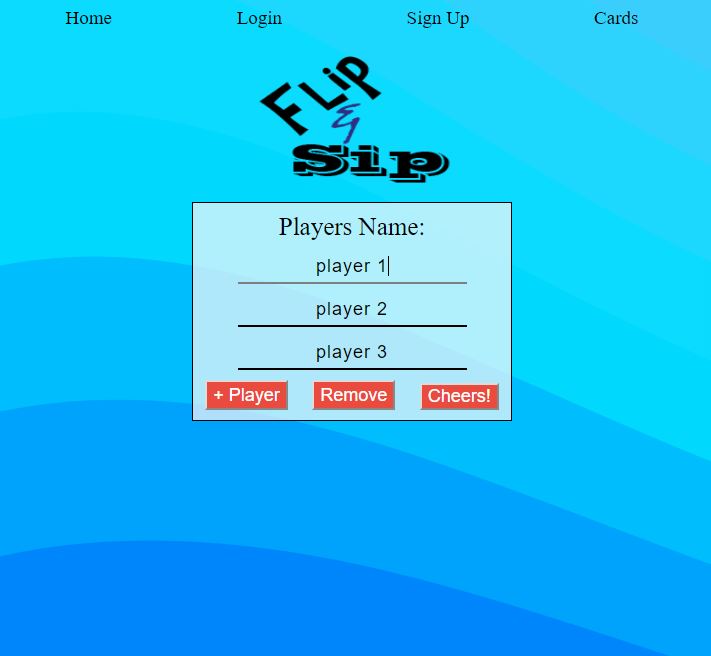 Home Login Sign Up Cards
FLip
&
Sip
Players Name:
player 1
player 2
player 3
+ Player Remove Cheers!